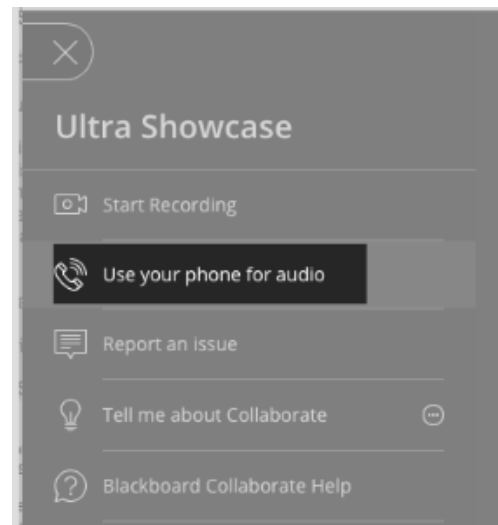 Ultra Showcase
Start Recording
Use your phone for audio
Report an issue
Tell me about Collaborate
Blackboard Collaborate Help